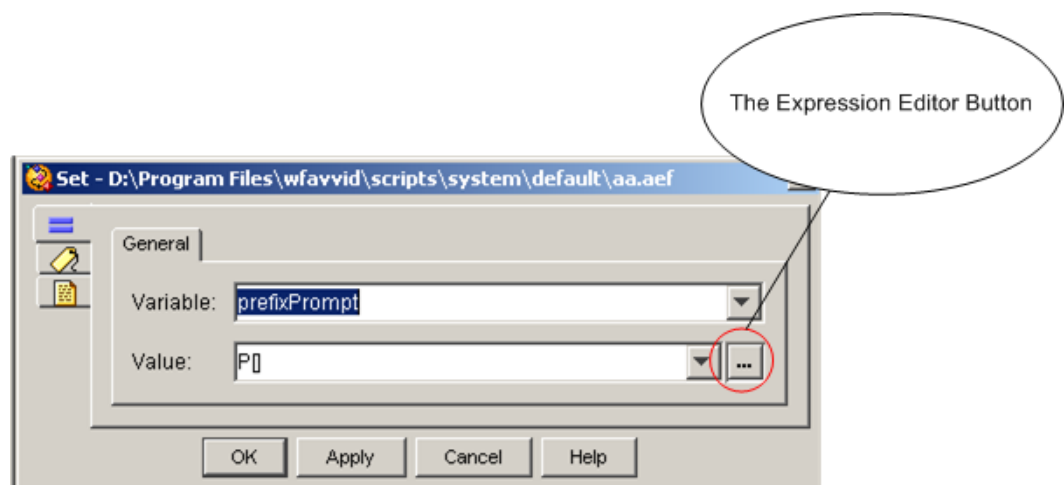 The Expression Editor Button
Set - D:\Program Files\wfavvid\scripts\system\default\aa.aef
General
Variable: prefixPrompt
Value: P[] ...
OK Apply Cancel Help